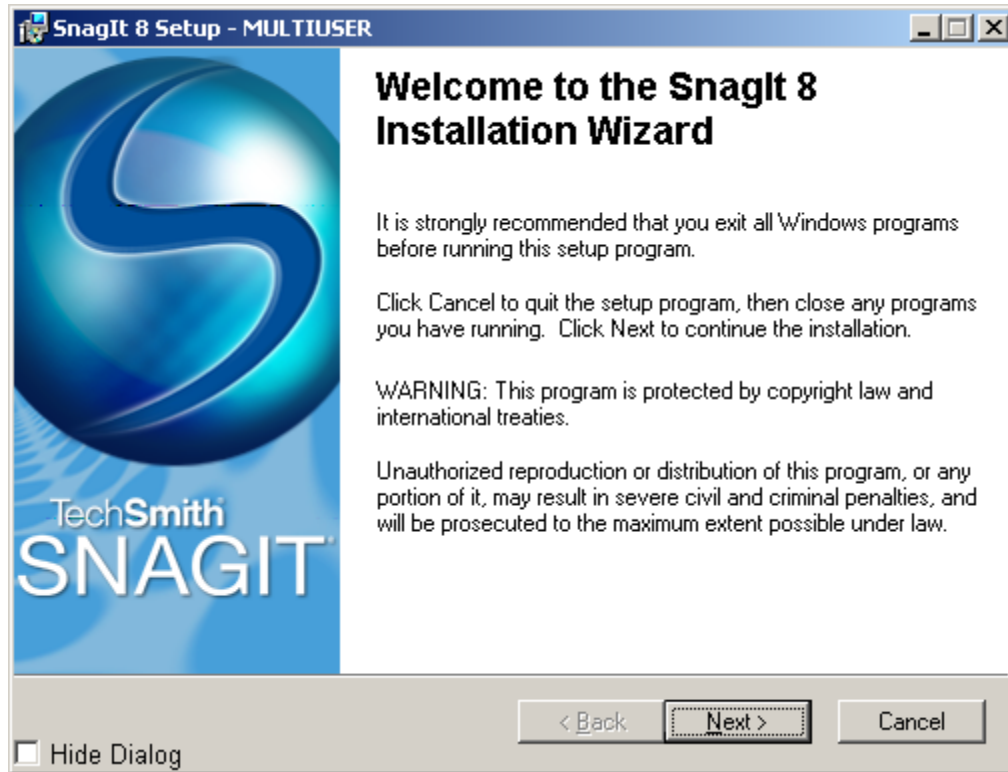 SnagIt 8 Setup - MULTIUSER
Welcome to the SnagIt 8
Installation Wizard
It is strongly recommended that you exit all Windows programs
before running this setup program.
Click Cancel to quit the setup program, then close any programs
you have running.  Click Next to continue the installation.
WARNING: This program is protected by copyright law and
international treaties.
Unauthorized reproduction or distribution of this program, or any
portion of it, may result in severe civil and criminal penalties, and
will be prosecuted to the maximum extent possible under law.
TechSmith
SNAGIT
< Back
Next >
Cancel
Hide Dialog